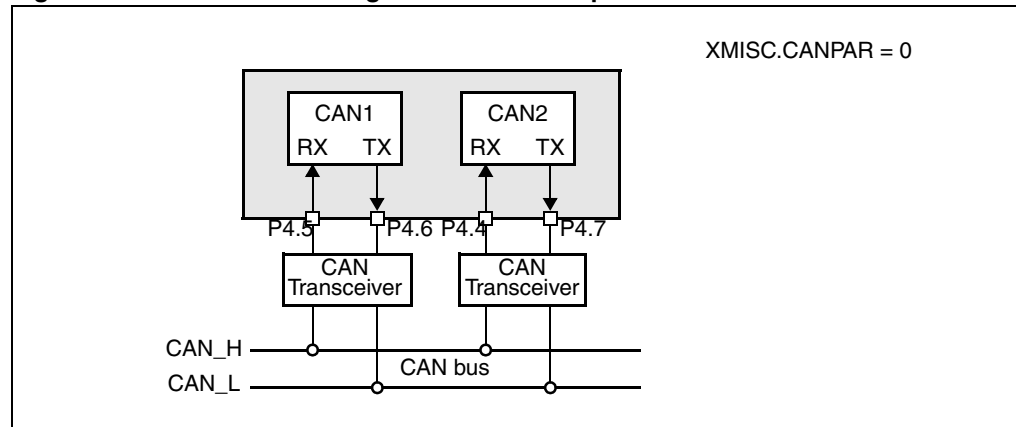 XMISC.CANPAR = 0
CAN1
CAN2
RX TX
RX TX
P4.5
P4.6
P4.4
P4.7
CAN
Transceiver
CAN
Transceiver
CAN_H
CAN bus
CAN_L